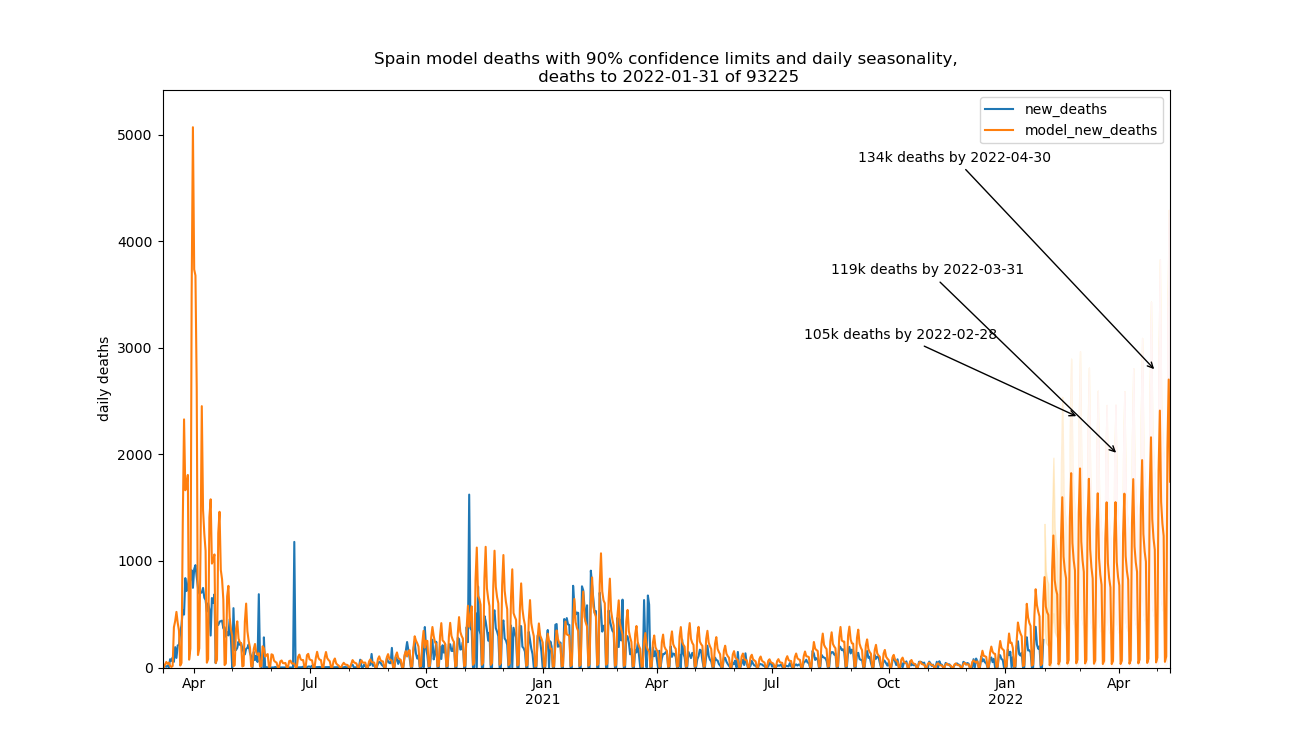 Spain model deaths with 90% confidence limits and daily seasonality,
deaths to 2022-01-31 of 93225
new_deaths
model_new_deaths
134k deaths by 2022-04-30
119k deaths by 2022-03-31
105k deaths by 2022-02-28
daily deaths
5000
4000
3000
2000
1000
0
Apr Jul Oct Jan Apr Jul Oct Jan Apr
2021 2022